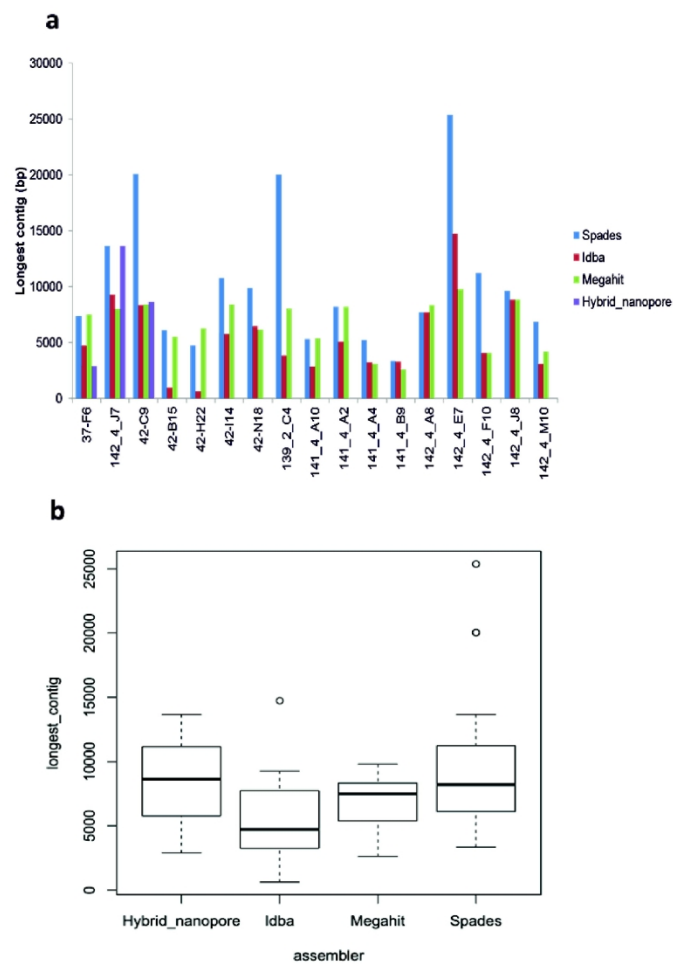 a
30000
25000
20000
15000
10000
5000
0
Longest contig (bp)
37-F6
142_4_J7
42-C9
42-B15
42-H22
42-I14
42-N18
139_2_C4
141_4_A10
141_4_A2
141_4_A4
141_4_B9
142_4_A8
142_4_E7
142_4_F10
142_4_J8
142_4_M10
Spades
Idba
Megahit
Hybrid_nanopore
b
25000
20000
15000
10000
5000
0
longest_contig
Hybrid_nanopore
Idba
Megahit
Spades
assembler